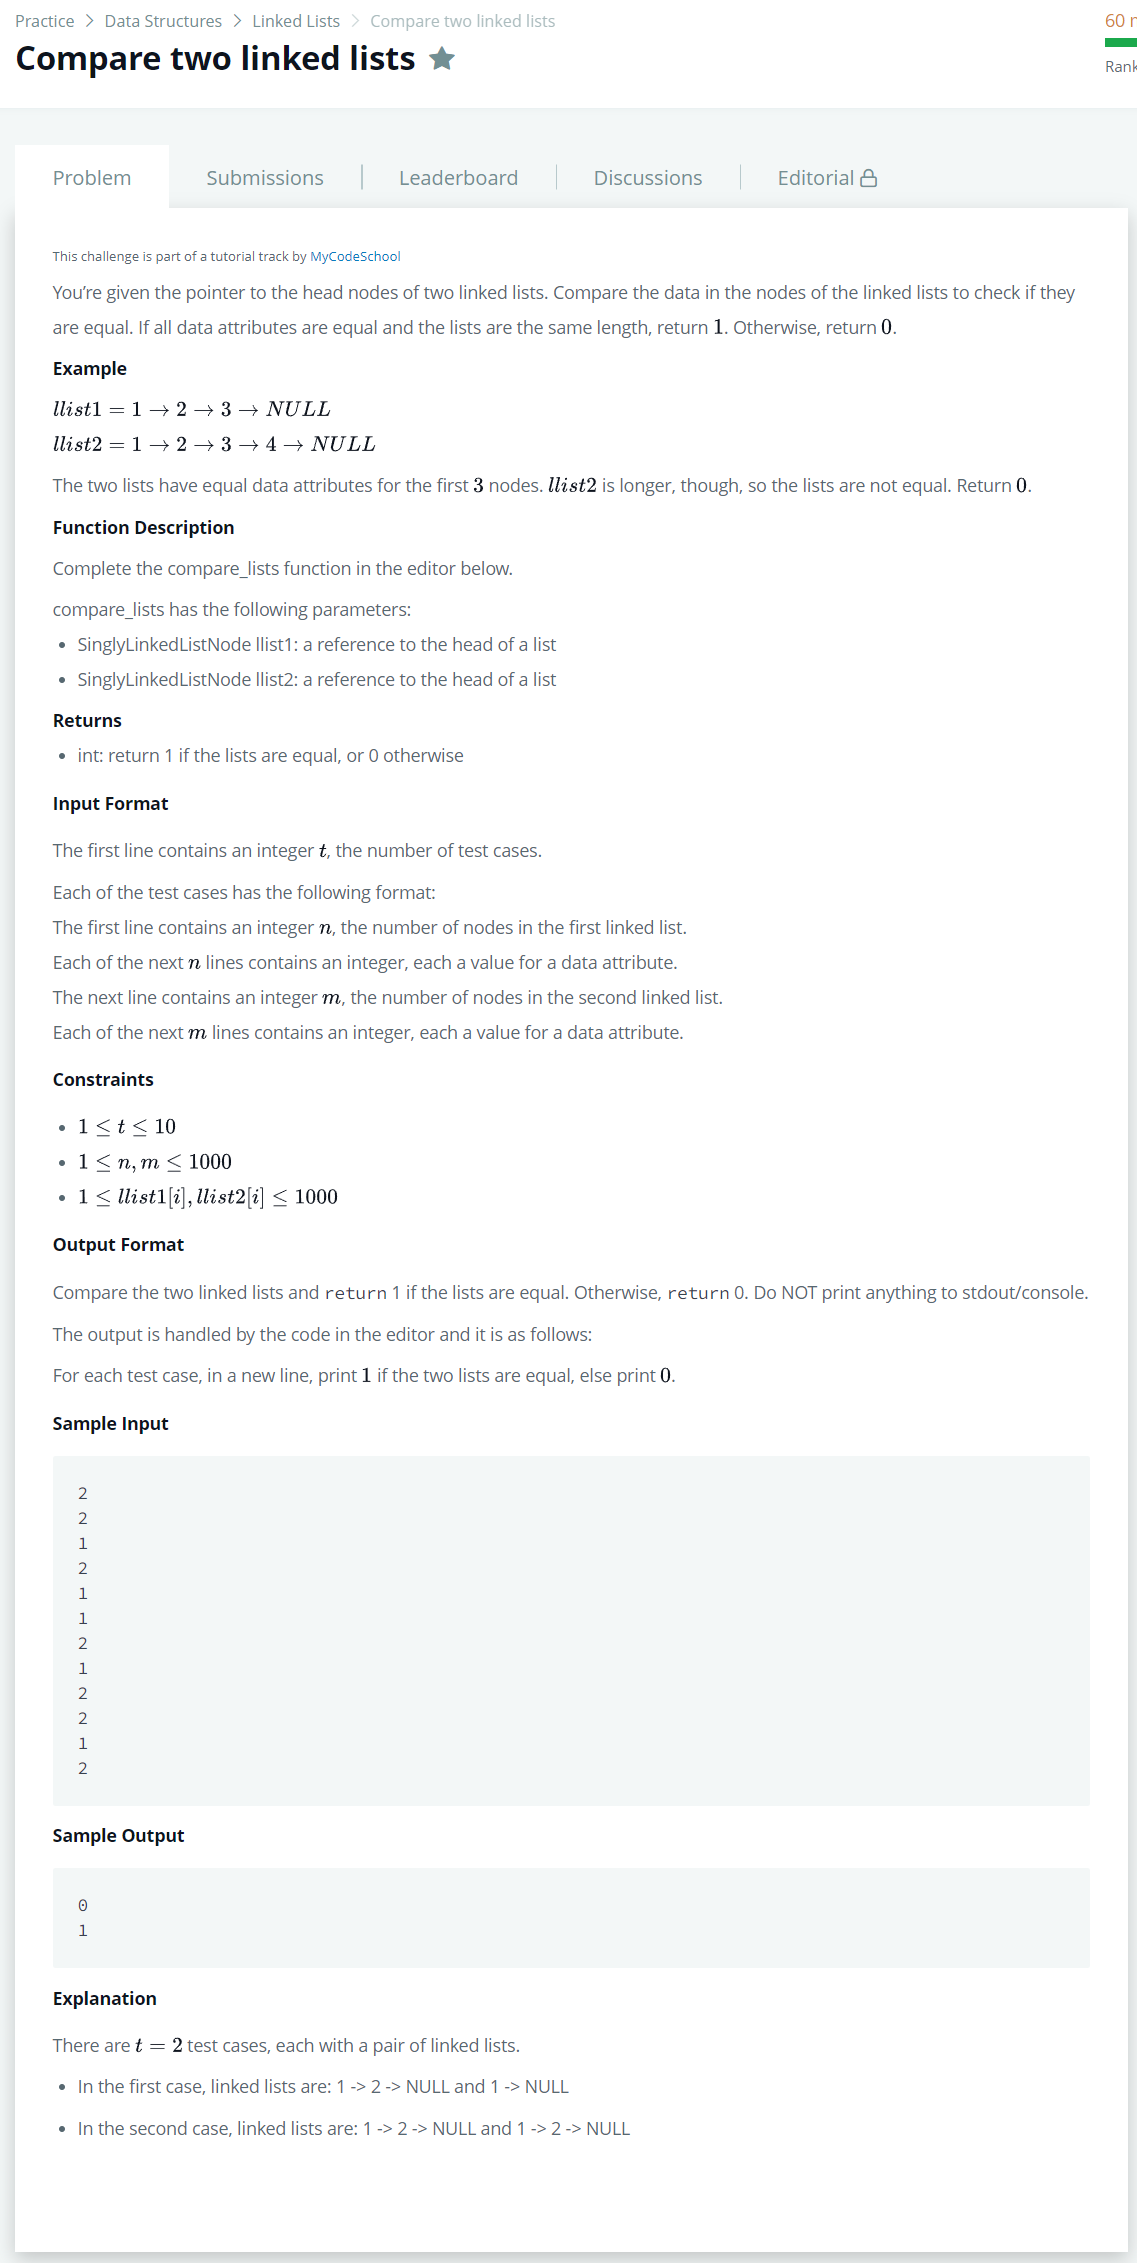 Practice > Data Structures > Linked Lists > Compare two linked lists
60
Compare two linked lists
Rank
Problem
Submissions
Leaderboard
Discussions
Editorial
This challenge is part of a tutorial track by MyCodeSchool
You’re given the pointer to the head nodes of two linked lists. Compare the data in the nodes of the linked lists to check if they
are equal. If all data attributes are equal and the lists are the same length, return 1. Otherwise, return 0.
Example
llist1 = 1 → 2 → 3 → NULL
llist2 = 1 → 2 → 3 → 4 → NULL
The two lists have equal data attributes for the first 3 nodes. llist2 is longer, though, so the lists are not equal. Return 0.
Function Description
Complete the compare_lists function in the editor below.
compare_lists has the following parameters:
• SinglyLinkedListNode llist1: a reference to the head of a list
• SinglyLinkedListNode llist2: a reference to the head of a list
Returns
• int: return 1 if the lists are equal, or 0 otherwise
Input Format
The first line contains an integer t, the number of test cases.
Each of the test cases has the following format:
The first line contains an integer n, the number of nodes in the first linked list.
Each of the next n lines contains an integer, each a value for a data attribute.
The next line contains an integer m, the number of nodes in the second linked list.
Each of the next m lines contains an integer, each a value for a data attribute.
Constraints
• 1 ≤ t ≤ 10
• 1 ≤ n, m ≤ 1000
• 1 ≤ llist1[i], llist2[i] ≤ 1000
Output Format
Compare the two linked lists and return 1 if the lists are equal. Otherwise, return 0. Do NOT print anything to stdout/console.
The output is handled by the code in the editor and it is as follows:
For each test case, in a new line, print 1 if the two lists are equal, else print 0.
Sample Input
2
2
1
2
1
1
2
1
2
2
1
2
Sample Output
0
1
Explanation
There are t = 2 test cases, each with a pair of linked lists.
• In the first case, linked lists are: 1 -> 2 -> NULL and 1 -> NULL
• In the second case, linked lists are: 1 -> 2 -> NULL and 1 -> 2 -> NULL